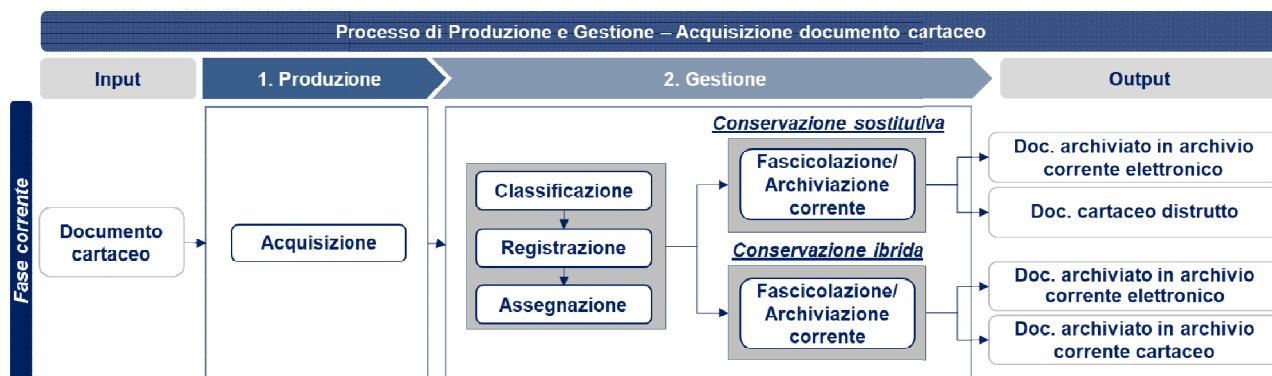 Processo di Produzione e Gestione – Acquisizione documento cartaceo
Input
1. Produzione
2. Gestione
Output
Fase corrente
Documento
cartaceo
Acquisizione
Classificazione
Registrazione
Assegnazione
Conservazione sostitutiva
Fascicolazione/
Archiviazione
corrente
Conservazione ibrida
Fascicolazione/
Archiviazione
corrente
Doc. archiviato in archivio
corrente elettronico
Doc. cartaceo distrutto
Doc. archiviato in archivio
corrente elettronico
Doc. archiviato in archivio
corrente cartaceo